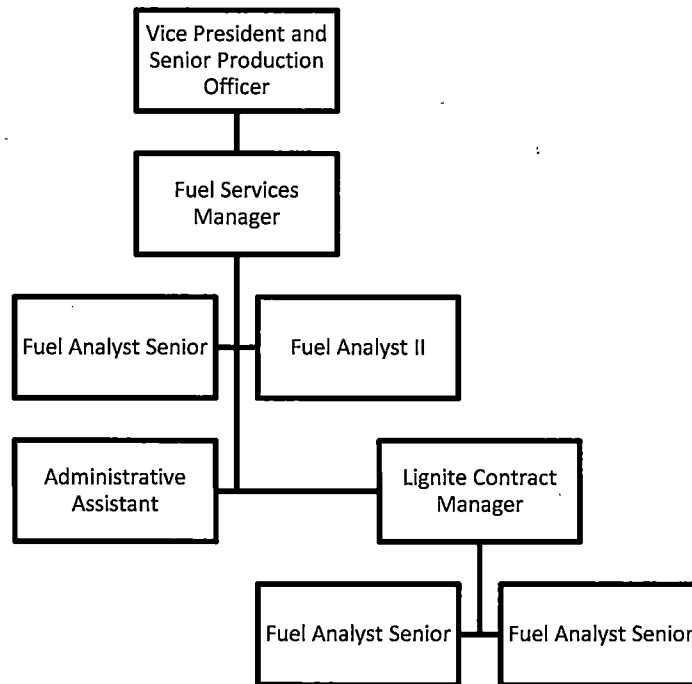 Vice President and
Senior Production
Officer
Fuel Services
Manager
Fuel Analyst Senior
Fuel Analyst II
Administrative
Assistant
Lignite Contract
Manager
Fuel Analyst Senior
Fuel Analyst Senior